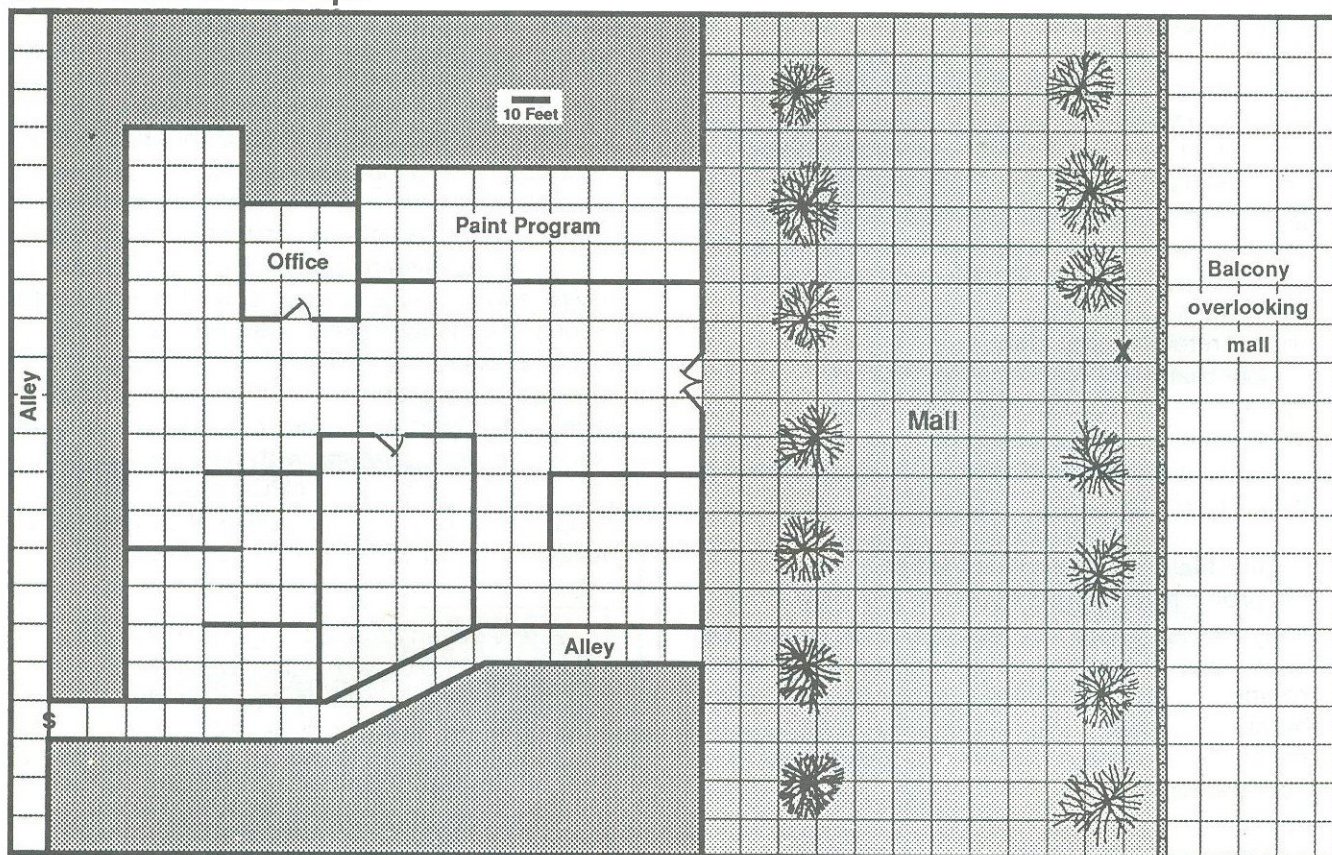 10 Feet
Paint Program
Office
Balcony
overlooking
mall
X
Alley
Mall
Alley
S